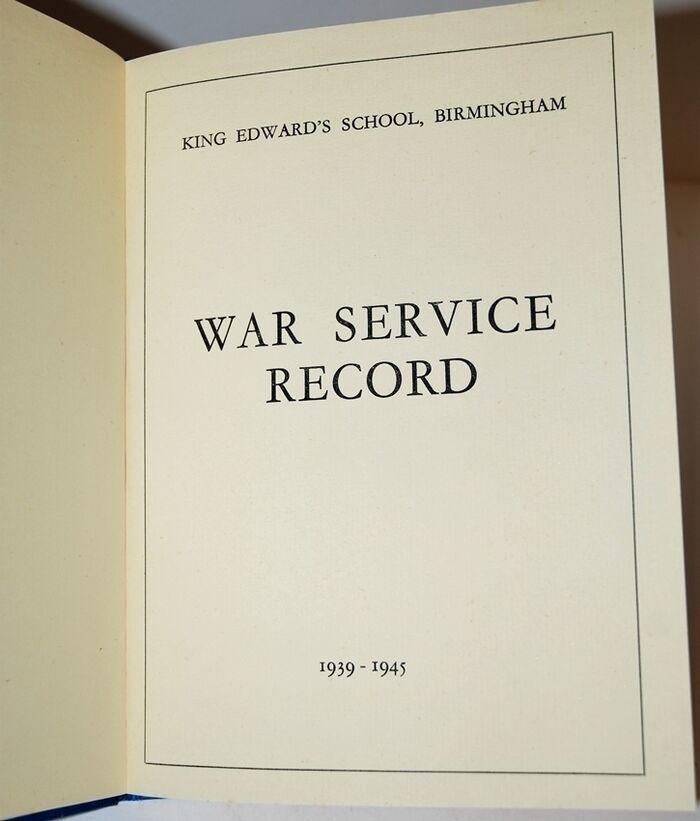 KING EDWARD'S SCHOOL, BIRMINGHAM
WAR SERVICE
RECORD
1939 - 1945